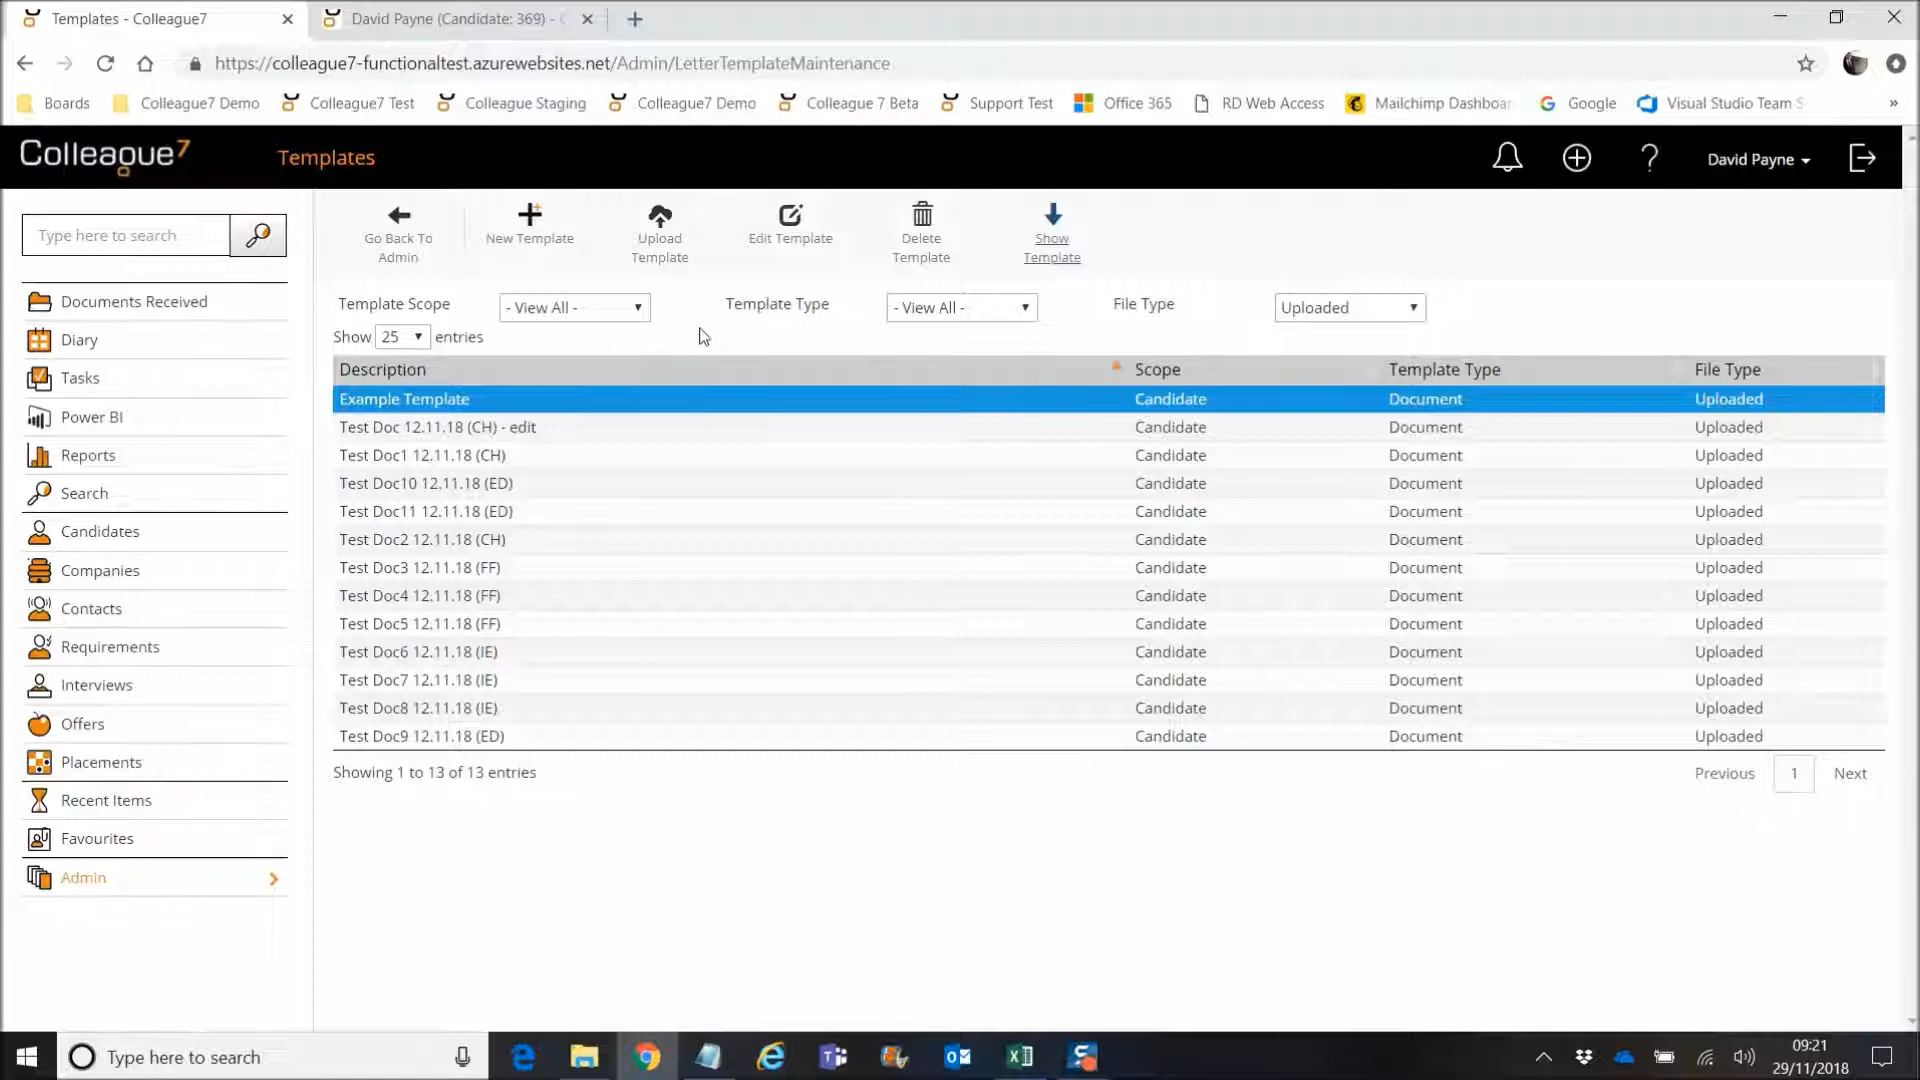 Templates - Colleague7
David Payne (Candidate: 369) - C
https://colleague7-functionaltest.azurewebsites.net/Admin/LetterTemplateMaintenance
Boards Colleague7 Demo Colleague7 Test Colleague Staging Colleague7 Demo Colleague 7 Beta Support Test Office 365 RD Web Access Mailchimp Dashboar Google Visual Studio Team S »
Colleague7 Templates David Payne
Type here to search
Documents Received
Diary
Tasks
Power BI
Reports
Search
Candidates
Companies
Contacts
Requirements
Interviews
Offers
Placements
Recent Items
Favourites
Admin
Go Back To Admin
New Template
Upload Template
Edit Template
Delete Template
Show Template
Template Scope - View All - Template Type - View All - File Type Uploaded
Show 25 entries
Description Scope Template Type File Type
Example Template Candidate Document Uploaded
Test Doc 12.11.18 (CH) - edit Candidate Document Uploaded
Test Doc1 12.11.18 (CH) Candidate Document Uploaded
Test Doc10 12.11.18 (ED) Candidate Document Uploaded
Test Doc11 12.11.18 (ED) Candidate Document Uploaded
Test Doc2 12.11.18 (CH) Candidate Document Uploaded
Test Doc3 12.11.18 (FF) Candidate Document Uploaded
Test Doc4 12.11.18 (FF) Candidate Document Uploaded
Test Doc5 12.11.18 (FF) Candidate Document Uploaded
Test Doc6 12.11.18 (IE) Candidate Document Uploaded
Test Doc7 12.11.18 (IE) Candidate Document Uploaded
Test Doc8 12.11.18 (IE) Candidate Document Uploaded
Test Doc9 12.11.18 (ED) Candidate Document Uploaded
Showing 1 to 13 of 13 entries Previous 1 Next
Type here to search
09:21
29/11/2018